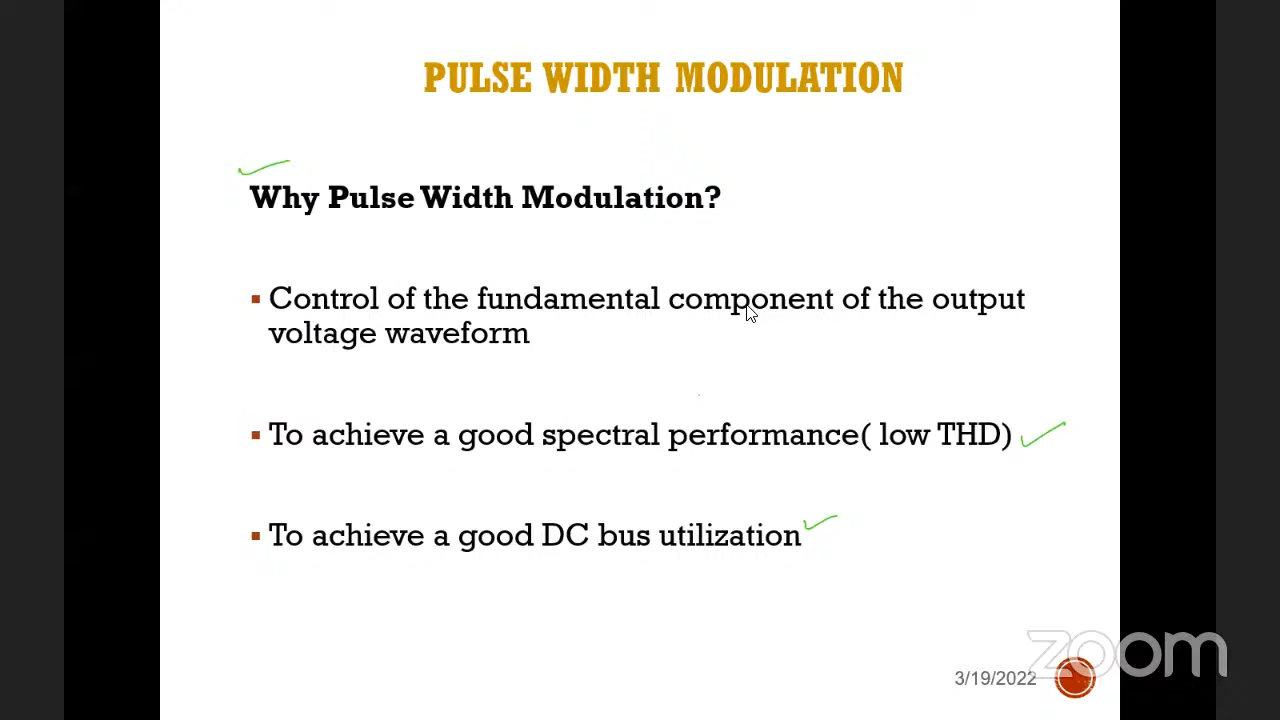 PULSE WIDTH MODULATION
Why Pulse Width Modulation?
▪ Control of the fundamental component of the output
voltage waveform
▪ To achieve a good spectral performance( low THD)
▪ To achieve a good DC bus utilization
zoom
3/19/2022